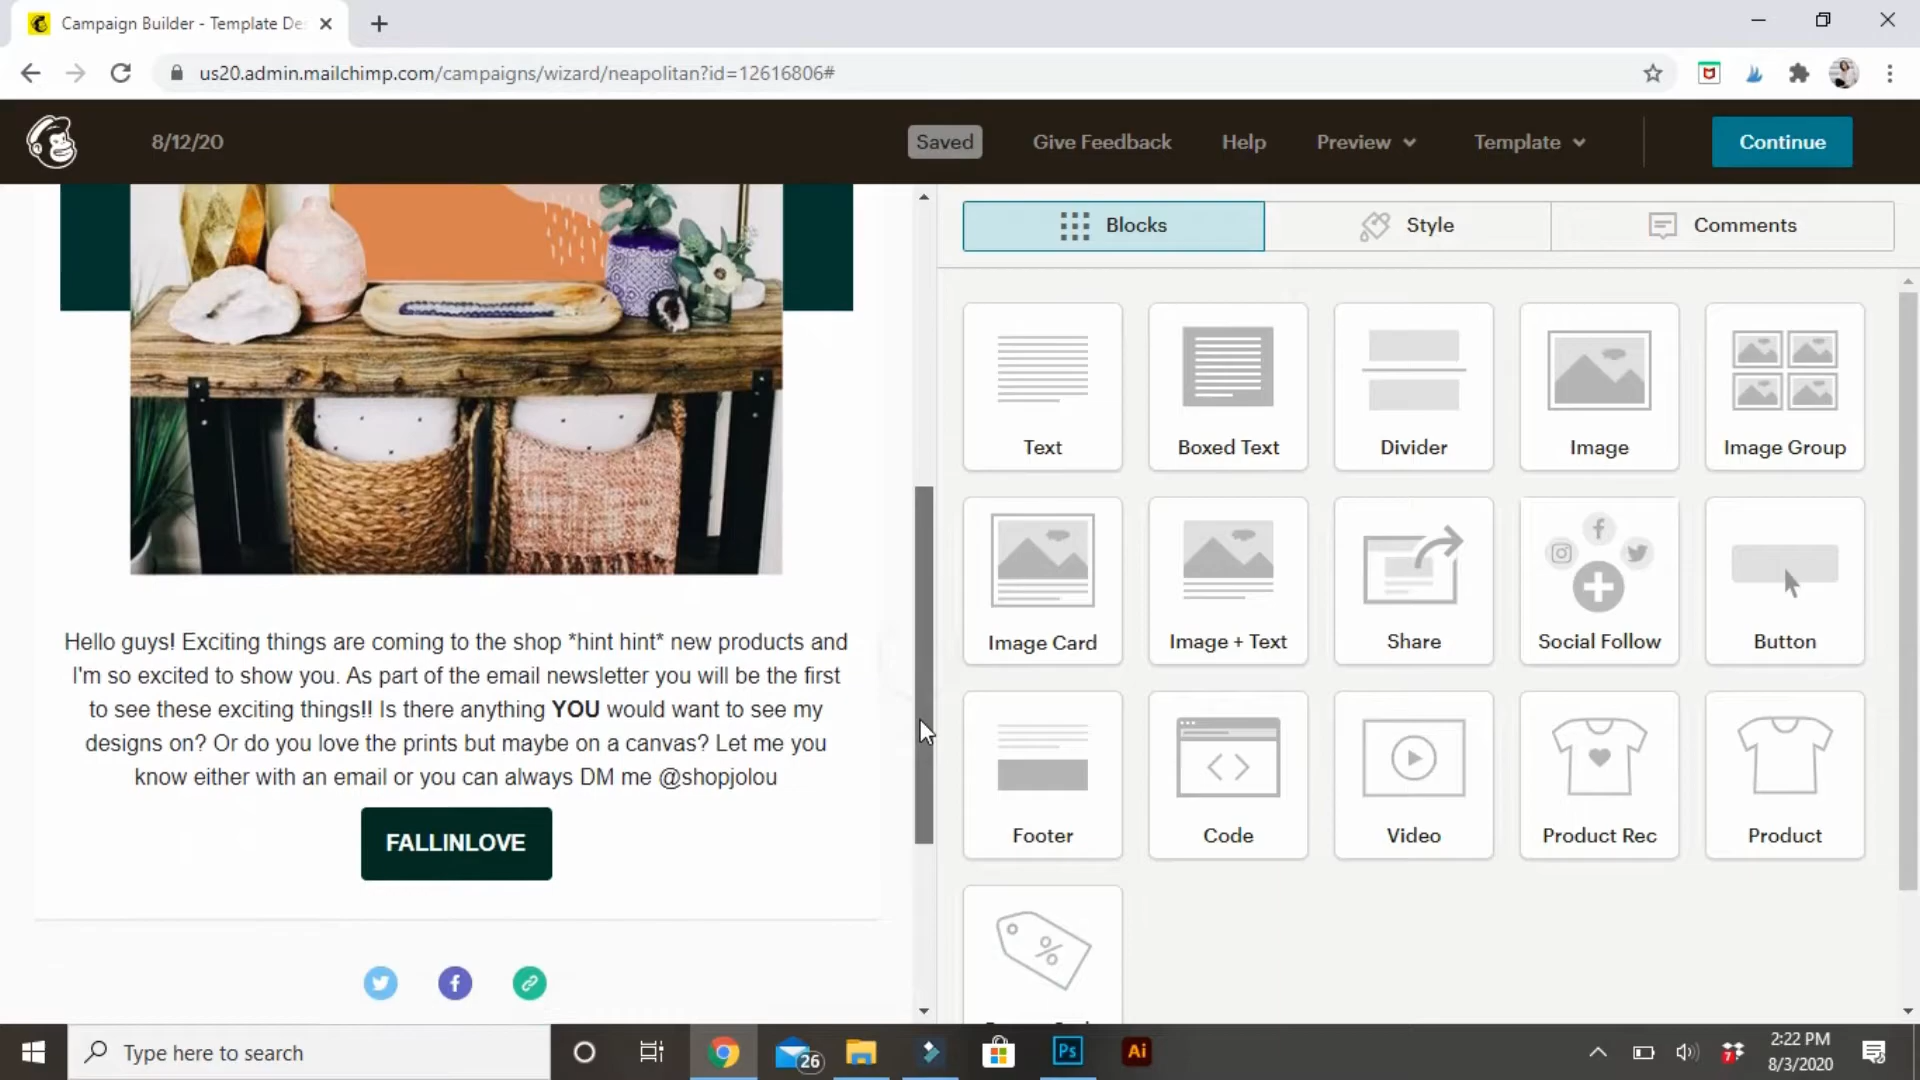 Campaign Builder - Template De
us20.admin.mailchimp.com/campaigns/wizard/neapolitan?id=12616806#
8/12/20
Saved
Give Feedback
Help
Preview
Template
Continue
Blocks
Style
Comments
Text
Boxed Text
Divider
Image
Image Group
Image Card
Image + Text
Share
Social Follow
Button
Footer
Code
Video
Product Rec
Product
Hello guys! Exciting things are coming to the shop *hint hint* new products and
I'm so excited to show you. As part of the email newsletter you will be the first
to see these exciting things!! Is there anything YOU would want to see my
designs on? Or do you love the prints but maybe on a canvas? Let me you
know either with an email or you can always DM me @shopjolou
FALLINLOVE
Type here to search
26
Ps
Ai
7
2:22 PM
8/3/2020